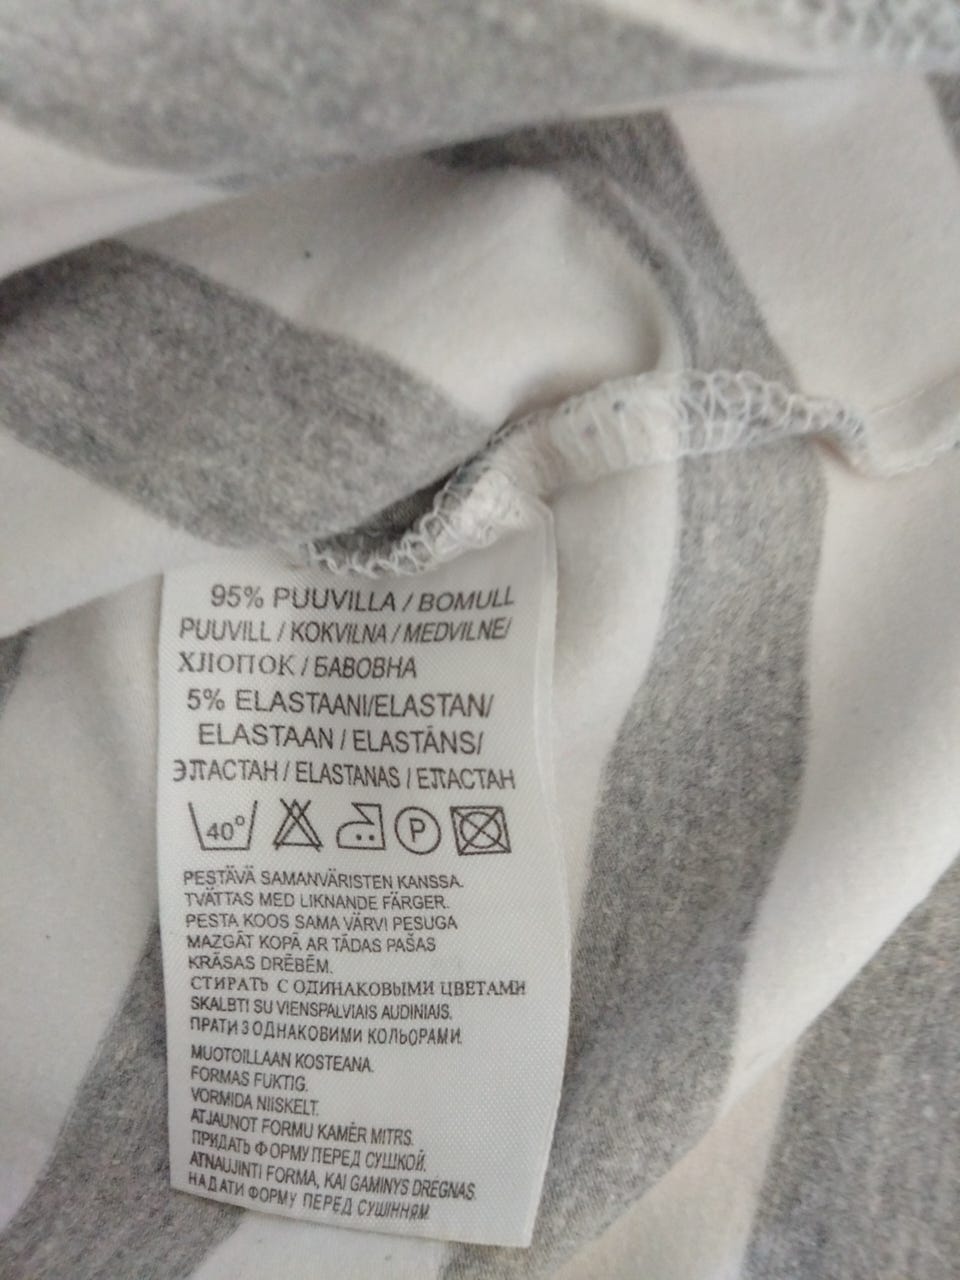 95% PUUVILLA / BOMULL
PUUVILL / KOKVILNA / MEDVILNE/
ХЛОПОК / БАВОВНА
5% ELASTAANI/ELASTAN/
ELASTAAN / ELASTĀNS/
ЭЛАСТАН / ELASTANAS / ЕЛАСТАН
40° P
PESTÄVÄ SAMANVÄRISTEN KANSSA.
TVÄTTAS MED LIKNANDE FÄRGER.
PESTA KOOS SAMA VÄRVI PESUGA
MAZGĀT KOPĀ AR TĀDAS PAŠAS
KRĀSAS DRĒBĒM.
СТИРАТЬ С ОДИНАКОВЫМИ ЦВЕТАМИ
SKALBTI SU VIENSPALVIAIS AUDINIAIS.
ПРАТИ З ОДНАКОВИМИ КОЛЬОРАМИ.
MUOTOILLAAN KOSTEANA.
FORMAS FUKTIG.
VORMIDA NIISKELT.
ATJAUNOT FORMU KAMĒR MITRS.
ПРИДАТЬ ФОРМУ ПЕРЕД СУШКОЙ.
ATNAUJINTI FORMA, KAI GAMINYS DRĖGNAS.
НАДАТИ ФОРМУ ПЕРЕД СУШІННЯМ